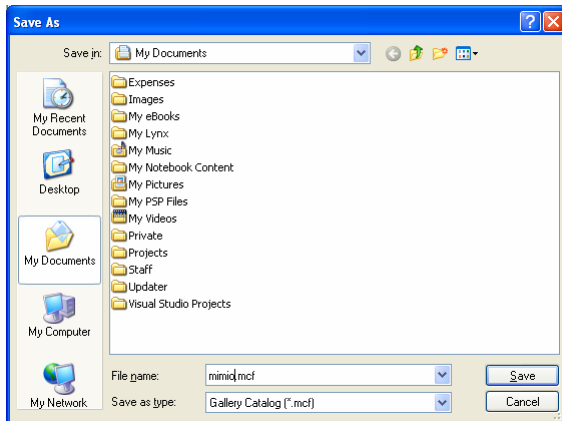 Save As
Save in:
My Documents
My Recent
Documents
Desktop
My Documents
My Computer
My Network
Expenses
Images
My eBooks
My Lynx
My Music
My Notebook Content
My Pictures
My PSP Files
My Videos
Private
Projects
Staff
Updater
Visual Studio Projects
File name:
mimio.mcf
Save
Save as type:
Gallery Catalog (*.mcf)
Cancel